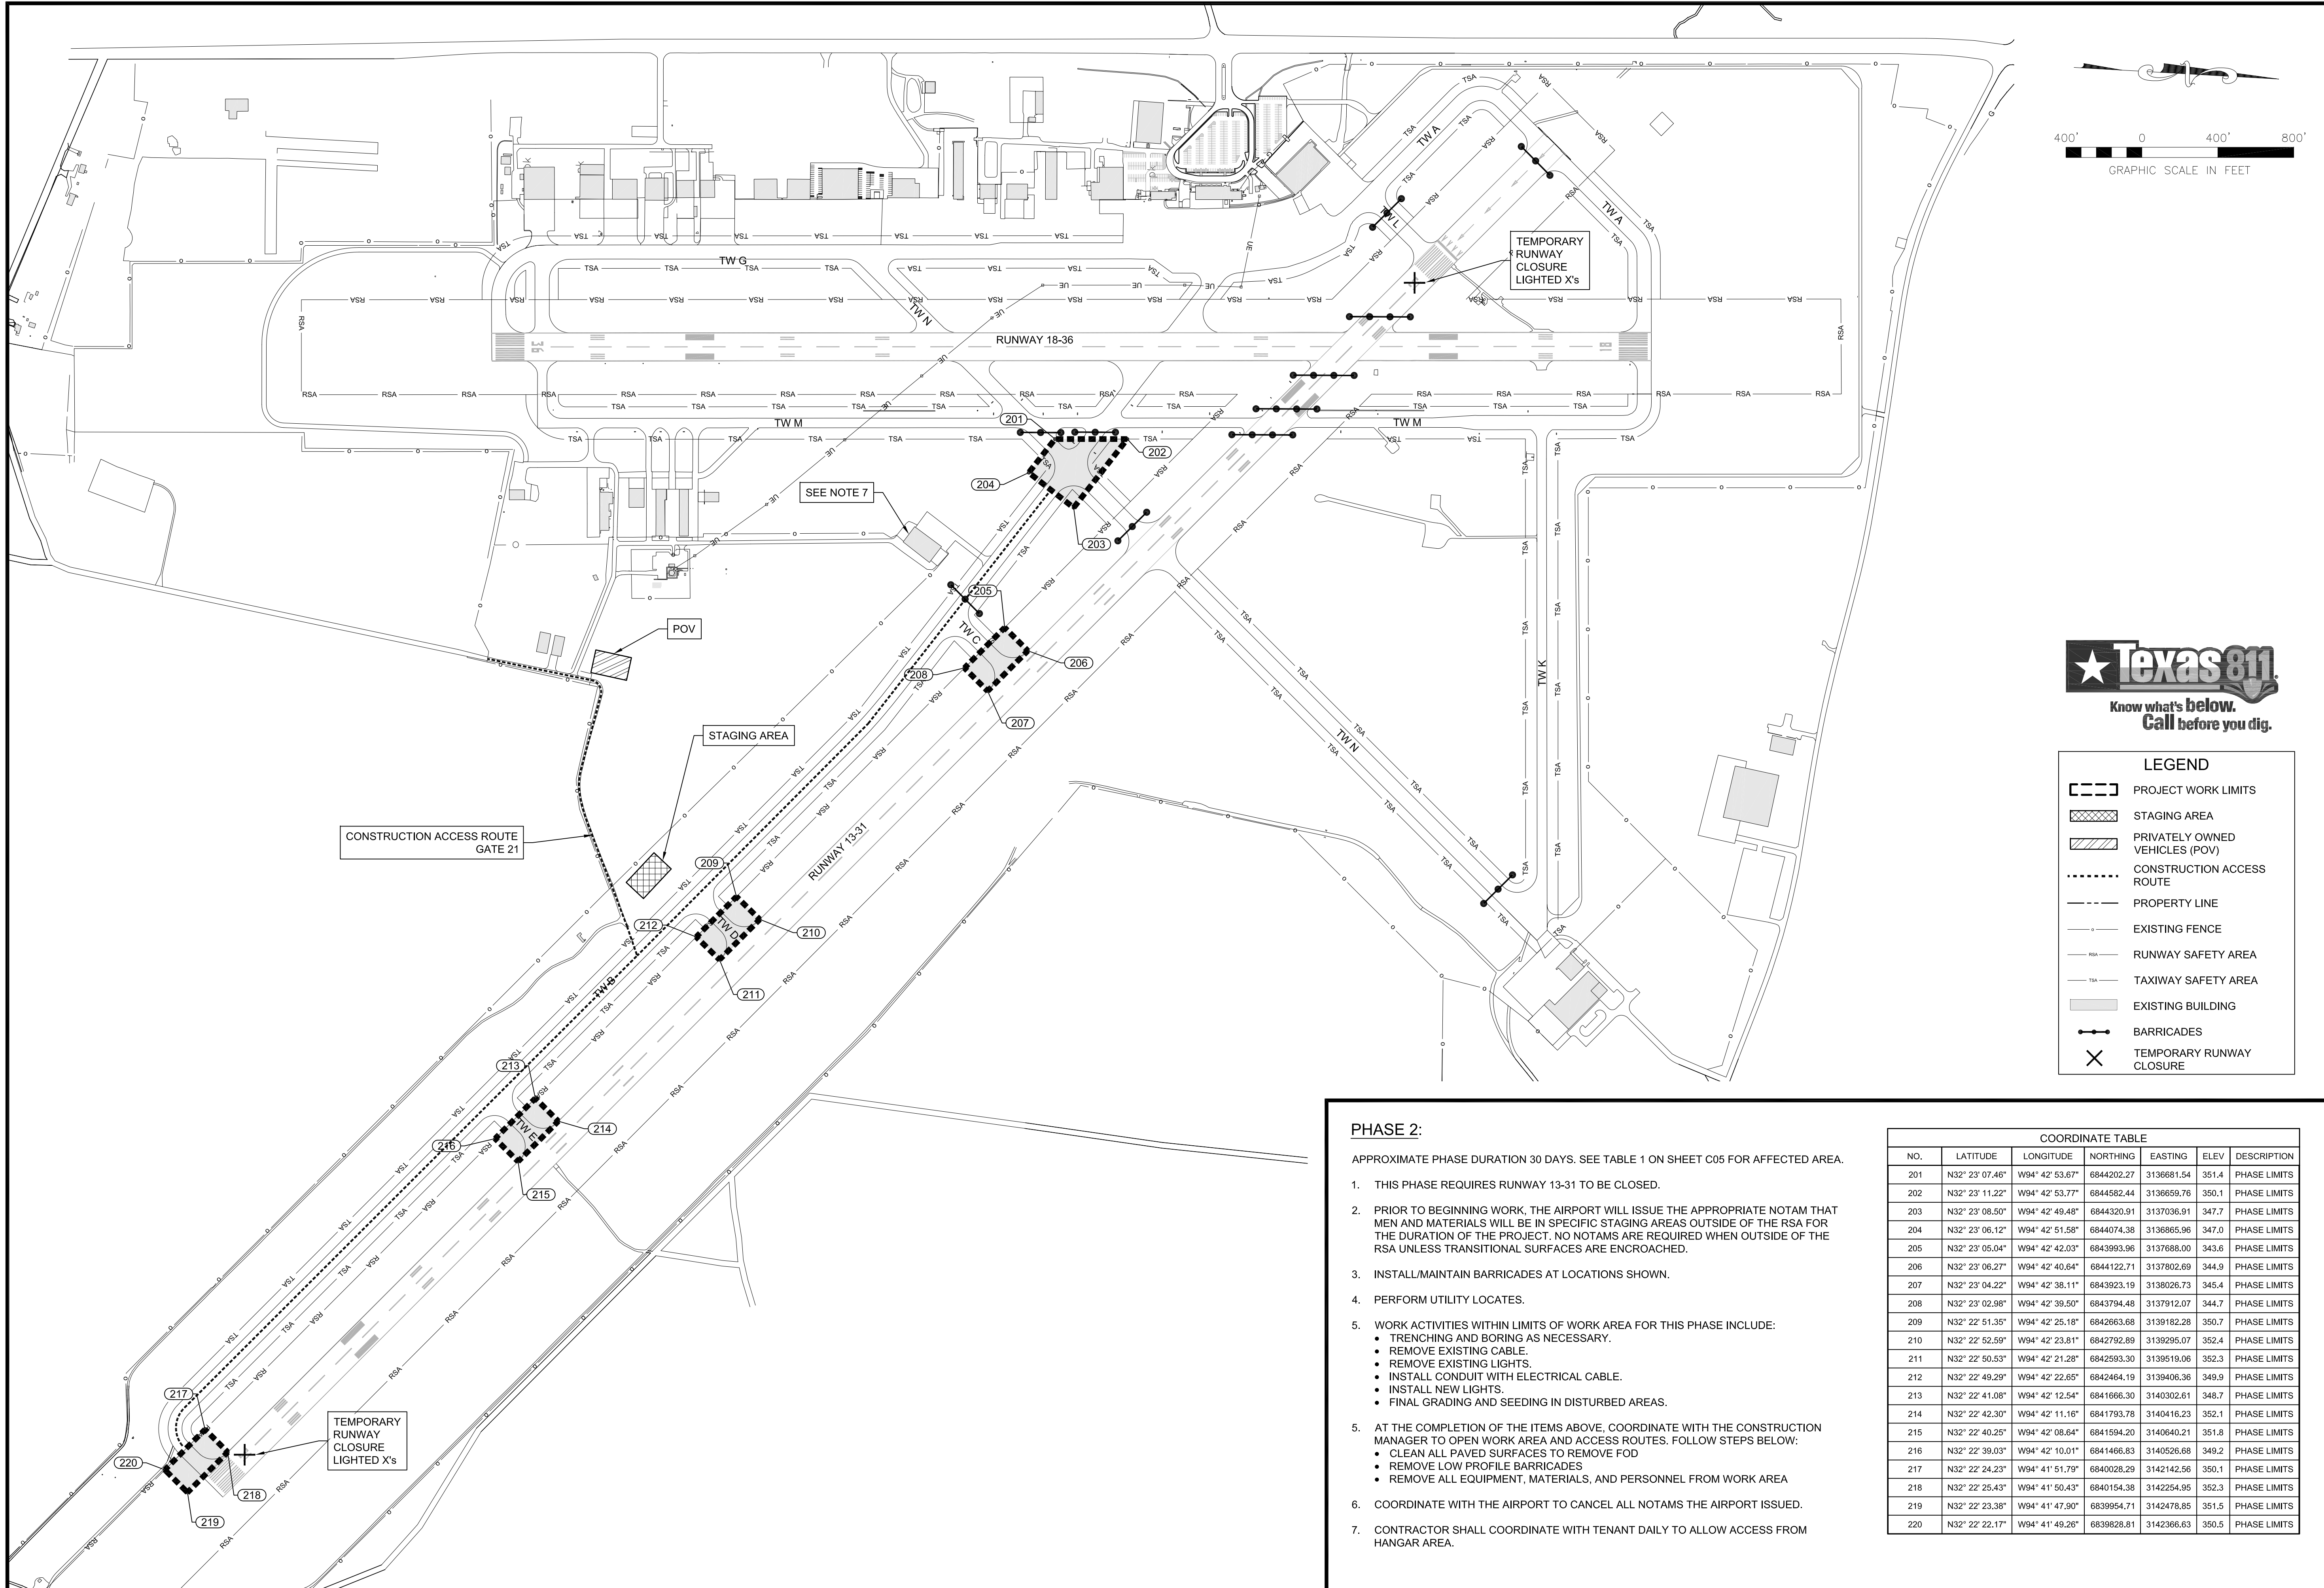 400'
0
400'
800'
GRAPHIC SCALE IN FEET
TW A
TW L
TW A
TEMPORARY
RUNWAY
CLOSURE
LIGHTED X's
TW G
TW N
RUNWAY 18-36
36
18
TW M
TW M
201
202
204
203
SEE NOTE 7
POV
205
TW C
206
208
207
STAGING AREA
TW K
TW N
RUNWAY 13-31
CONSTRUCTION ACCESS ROUTE
GATE 21
209
210
212
TW D
211
TW B
213
214
216
TW E
215
217
TEMPORARY
RUNWAY
CLOSURE
LIGHTED X's
220
218
219
RSA
TSA
UE
G
Texas 811
Know what's below.
Call before you dig.
LEGEND
PROJECT WORK LIMITS
STAGING AREA
PRIVATELY OWNED
VEHICLES (POV)
CONSTRUCTION ACCESS
ROUTE
PROPERTY LINE
EXISTING FENCE
RSA RUNWAY SAFETY AREA
TSA TAXIWAY SAFETY AREA
EXISTING BUILDING
BARRICADES
TEMPORARY RUNWAY
CLOSURE
PHASE 2:
APPROXIMATE PHASE DURATION 30 DAYS. SEE TABLE 1 ON SHEET C05 FOR AFFECTED AREA.
1. THIS PHASE REQUIRES RUNWAY 13-31 TO BE CLOSED.
2. PRIOR TO BEGINNING WORK, THE AIRPORT WILL ISSUE THE APPROPRIATE NOTAM THAT
MEN AND MATERIALS WILL BE IN SPECIFIC STAGING AREAS OUTSIDE OF THE RSA FOR
THE DURATION OF THE PROJECT. NO NOTAMS ARE REQUIRED WHEN OUTSIDE OF THE
RSA UNLESS TRANSITIONAL SURFACES ARE ENCROACHED.
3. INSTALL/MAINTAIN BARRICADES AT LOCATIONS SHOWN.
4. PERFORM UTILITY LOCATES.
5. WORK ACTIVITIES WITHIN LIMITS OF WORK AREA FOR THIS PHASE INCLUDE:
• TRENCHING AND BORING AS NECESSARY.
• REMOVE EXISTING CABLE.
• REMOVE EXISTING LIGHTS.
• INSTALL CONDUIT WITH ELECTRICAL CABLE.
• INSTALL NEW LIGHTS.
• FINAL GRADING AND SEEDING IN DISTURBED AREAS.
5. AT THE COMPLETION OF THE ITEMS ABOVE, COORDINATE WITH THE CONSTRUCTION
MANAGER TO OPEN WORK AREA AND ACCESS ROUTES. FOLLOW STEPS BELOW:
• CLEAN ALL PAVED SURFACES TO REMOVE FOD
• REMOVE LOW PROFILE BARRICADES
• REMOVE ALL EQUIPMENT, MATERIALS, AND PERSONNEL FROM WORK AREA
6. COORDINATE WITH THE AIRPORT TO CANCEL ALL NOTAMS THE AIRPORT ISSUED.
7. CONTRACTOR SHALL COORDINATE WITH TENANT DAILY TO ALLOW ACCESS FROM
HANGAR AREA.
COORDINATE TABLE
NO. LATITUDE LONGITUDE NORTHING EASTING ELEV DESCRIPTION
201 N32° 23' 07.46" W94° 42' 53.67" 6844202.27 3136681.54 351.4 PHASE LIMITS
202 N32° 23' 11.22" W94° 42' 53.77" 6844582.44 3136659.76 350.1 PHASE LIMITS
203 N32° 23' 08.50" W94° 42' 49.48" 6844320.91 3137036.91 347.7 PHASE LIMITS
204 N32° 23' 06.12" W94° 42' 51.58" 6844074.38 3136865.96 347.0 PHASE LIMITS
205 N32° 23' 05.04" W94° 42' 42.03" 6843993.96 3137688.00 343.6 PHASE LIMITS
206 N32° 23' 06.27" W94° 42' 40.64" 6844122.71 3137802.69 344.9 PHASE LIMITS
207 N32° 23' 04.22" W94° 42' 38.11" 6843923.19 3138026.73 345.4 PHASE LIMITS
208 N32° 23' 02.98" W94° 42' 39.50" 6843794.48 3137912.07 344.7 PHASE LIMITS
209 N32° 22' 51.35" W94° 42' 25.18" 6842663.68 3139182.28 350.7 PHASE LIMITS
210 N32° 22' 52.59" W94° 42' 23.81" 6842792.89 3139295.07 352.4 PHASE LIMITS
211 N32° 22' 50.53" W94° 42' 21.28" 6842593.30 3139519.06 352.3 PHASE LIMITS
212 N32° 22' 49.29" W94° 42' 22.65" 6842464.19 3139406.36 349.9 PHASE LIMITS
213 N32° 22' 41.08" W94° 42' 12.54" 6841666.30 3140302.61 348.7 PHASE LIMITS
214 N32° 22' 42.30" W94° 42' 11.16" 6841793.78 3140416.23 352.1 PHASE LIMITS
215 N32° 22' 40.25" W94° 42' 08.64" 6841594.20 3140640.21 351.8 PHASE LIMITS
216 N32° 22' 39.03" W94° 42' 10.01" 6841466.83 3140526.68 349.2 PHASE LIMITS
217 N32° 22' 24.23" W94° 41' 51.79" 6840028.29 3142142.56 350.1 PHASE LIMITS
218 N32° 22' 25.43" W94° 41' 50.43" 6840154.38 3142254.95 352.3 PHASE LIMITS
219 N32° 22' 23.38" W94° 41' 47.90" 6839954.71 3142478.85 351.5 PHASE LIMITS
220 N32° 22' 22.17" W94° 41' 49.26" 6839828.81 3142366.63 350.5 PHASE LIMITS